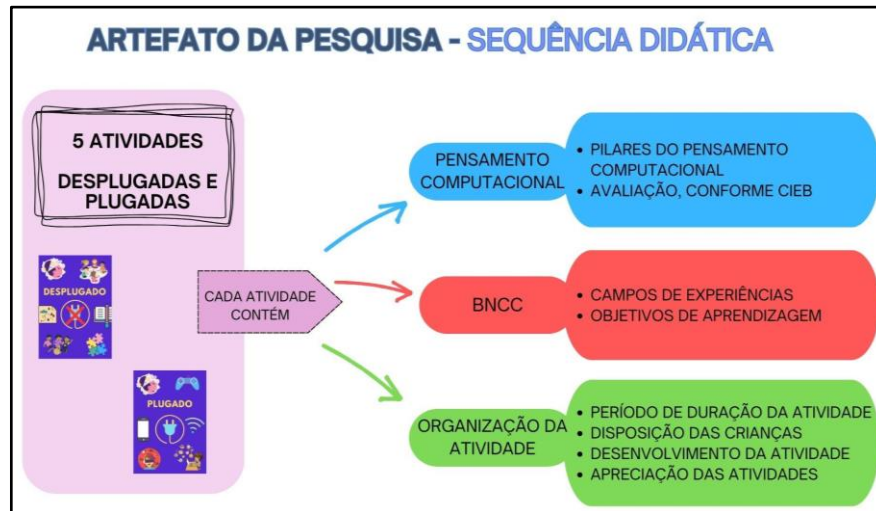 ARTEFATO DA PESQUISA - SEQUÊNCIA DIDÁTICA
5 ATIVIDADES
DESPLUGADAS E
PLUGADAS
DESPLUGADO
PLUGADO
CADA ATIVIDADE
CONTÉM
PENSAMENTO
COMPUTACIONAL
• PILARES DO PENSAMENTO
COMPUTACIONAL
• AVALIAÇÃO, CONFORME CIEB
BNCC
• CAMPOS DE EXPERIÊNCIAS
• OBJETIVOS DE APRENDIZAGEM
ORGANIZAÇÃO DA
ATIVIDADE
• PERÍODO DE DURAÇÃO DA ATIVIDADE
• DISPOSIÇÃO DAS CRIANÇAS
• DESENVOLVIMENTO DA ATIVIDADE
• APRECIAÇÃO DAS ATIVIDADES